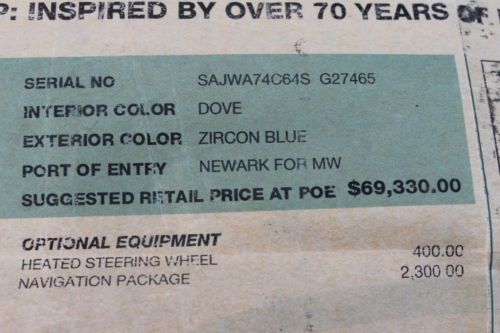 P: INSPIRED BY OVER 70 YEARS OF
SERIAL NO SAJWA74C64S G27465
INTERIOR COLOR DOVE
EXTERIOR COLOR ZIRCON BLUE
PORT OF ENTRY NEWARK FOR MW
SUGGESTED RETAIL PRICE AT POE $69,330.00
OPTIONAL EQUIPMENT
HEATED STEERING WHEEL 400.00
NAVIGATION PACKAGE 2,300 00